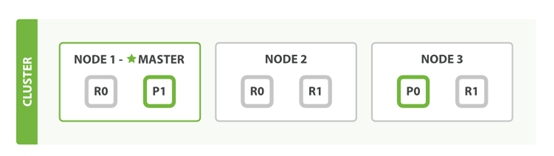 CLUSTER
NODE 1 - ★ MASTER
R0
P1
NODE 2
R0
R1
NODE 3
P0
R1